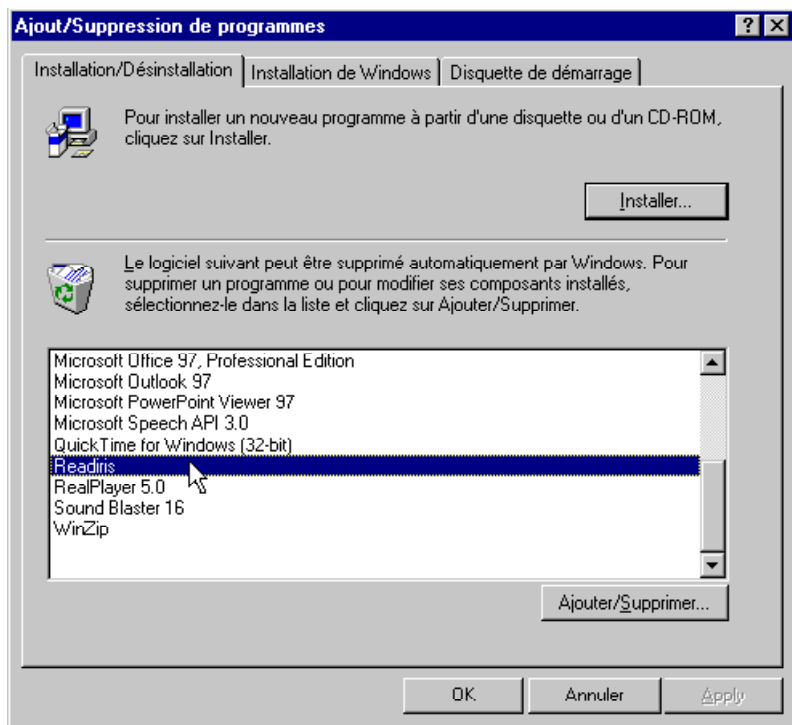 Ajout/Suppression de programmes
Installation/Désinstallation Installation de Windows Disquette de démarrage
Pour installer un nouveau programme à partir d'une disquette ou d'un CD-ROM,
cliquez sur Installer.
Installer...
Le logiciel suivant peut être supprimé automatiquement par Windows. Pour
supprimer un programme ou pour modifier ses composants installés,
sélectionnez-le dans la liste et cliquez sur Ajouter/Supprimer.
Microsoft Office 97, Professional Edition
Microsoft Outlook 97
Microsoft PowerPoint Viewer 97
Microsoft Speech API 3.0
QuickTime for Windows (32-bit)
Readiris
RealPlayer 5.0
Sound Blaster 16
WinZip
Ajouter/Supprimer...
OK Annuler Apply